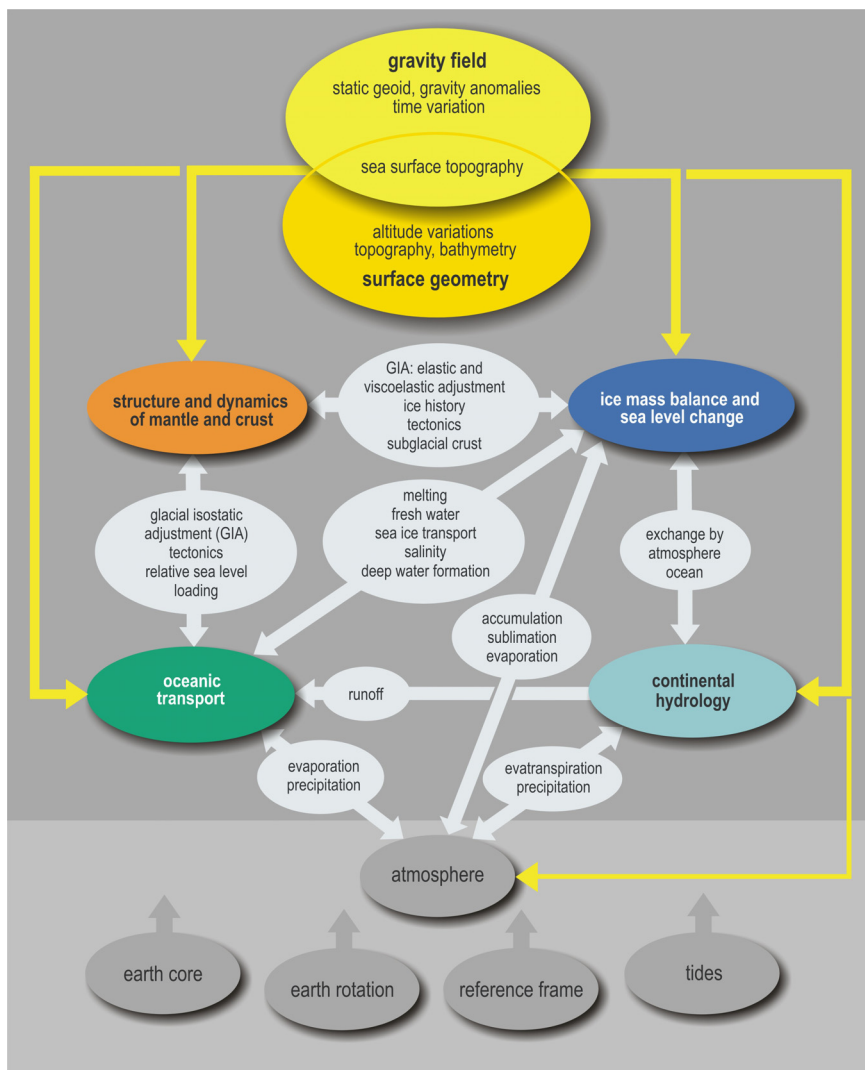 gravity field
static geoid, gravity anomalies
time variation
sea surface topography
altitude variations
topography, bathymetry
surface geometry
structure and dynamics
of mantle and crust
GIA: elastic and
viscoelastic adjustment
ice history
tectonics
subglacial crust
ice mass balance and
sea level change
glacial isostatic
adjustment (GIA)
tectonics
relative sea level
loading
melting
fresh water
sea ice transport
salinity
deep water formation
exchange by
atmosphere
ocean
accumulation
sublimation
evaporation
oceanic
transport
runoff
continental
hydrology
evaporation
precipitation
evatranspiration
precipitation
atmosphere
earth core
earth rotation
reference frame
tides